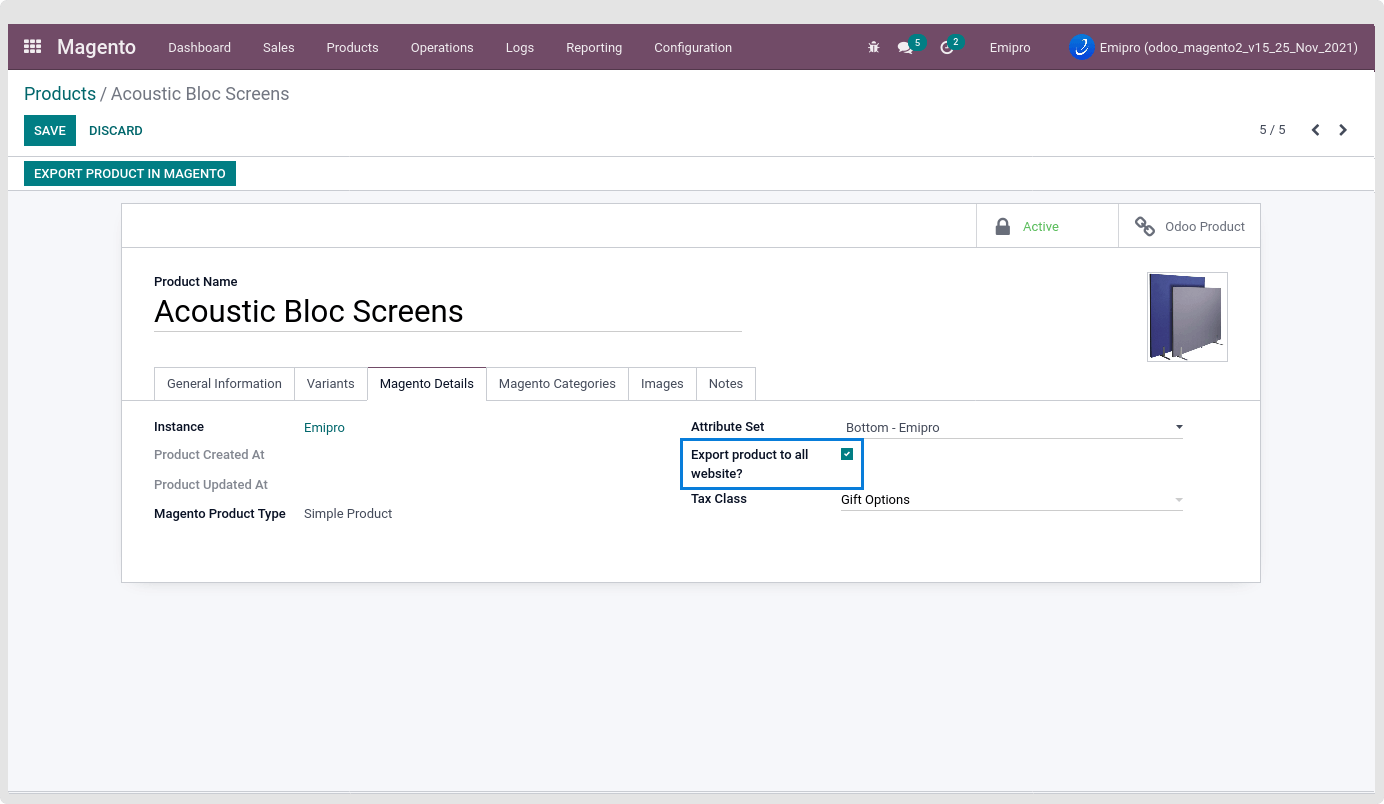 Magento Dashboard Sales Products Operations Logs Reporting Configuration 5 2 Emipro Emipro (odoo_magento2_v15_25_Nov_2021)
Products / Acoustic Bloc Screens
SAVE DISCARD 5 / 5
EXPORT PRODUCT IN MAGENTO
Active Odoo Product
Product Name
Acoustic Bloc Screens
General Information Variants Magento Details Magento Categories Images Notes
Instance Emipro Attribute Set Bottom - Emipro
Product Created At Export product to all
website?
Product Updated At
Tax Class Gift Options
Magento Product Type Simple Product